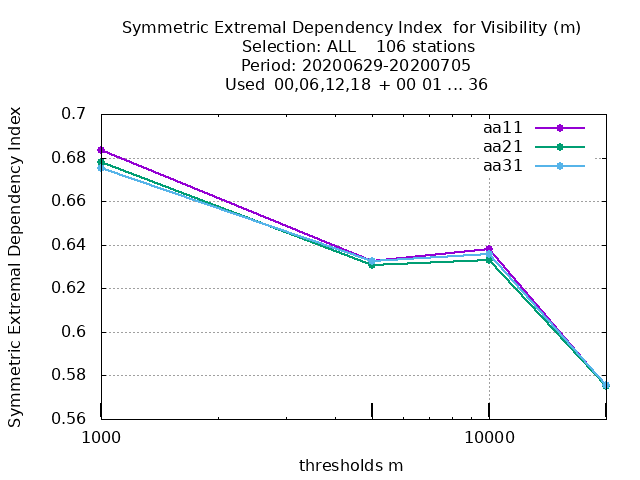 Symmetric Extremal Dependency Index  for Visibility (m)
Selection: ALL    106 stations
Period: 20200629-20200705
Used  00,06,12,18  + 00 01 ... 36
Symmetric Extremal Dependency Index
0.7
0.68
0.66
0.64
0.62
0.6
0.58
0.56
aa11
aa21
aa31
1000
10000
thresholds m